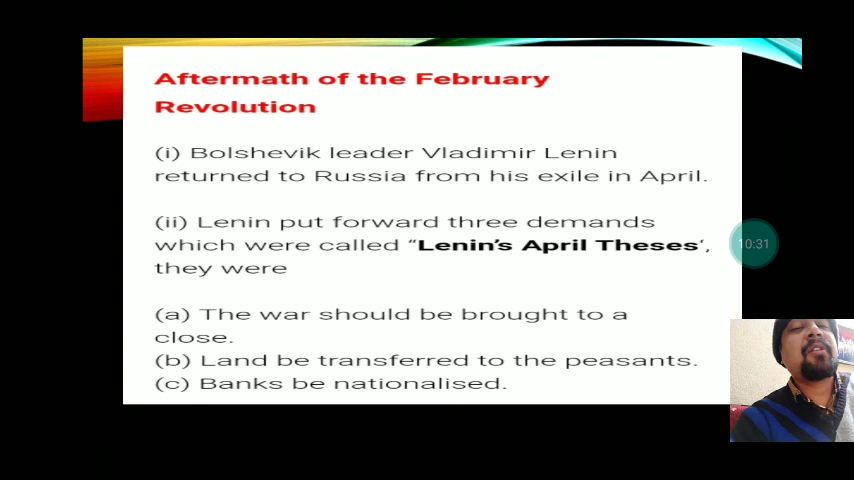 Aftermath of the February
Revolution
(i) Bolshevik leader Vladimir Lenin
returned to Russia from his exile in April.
(ii) Lenin put forward three demands
which were called “Lenin’s April Theses‘,
they were
(a) The war should be brought to a
close.
(b) Land be transferred to the peasants.
(c) Banks be nationalised.
10:31